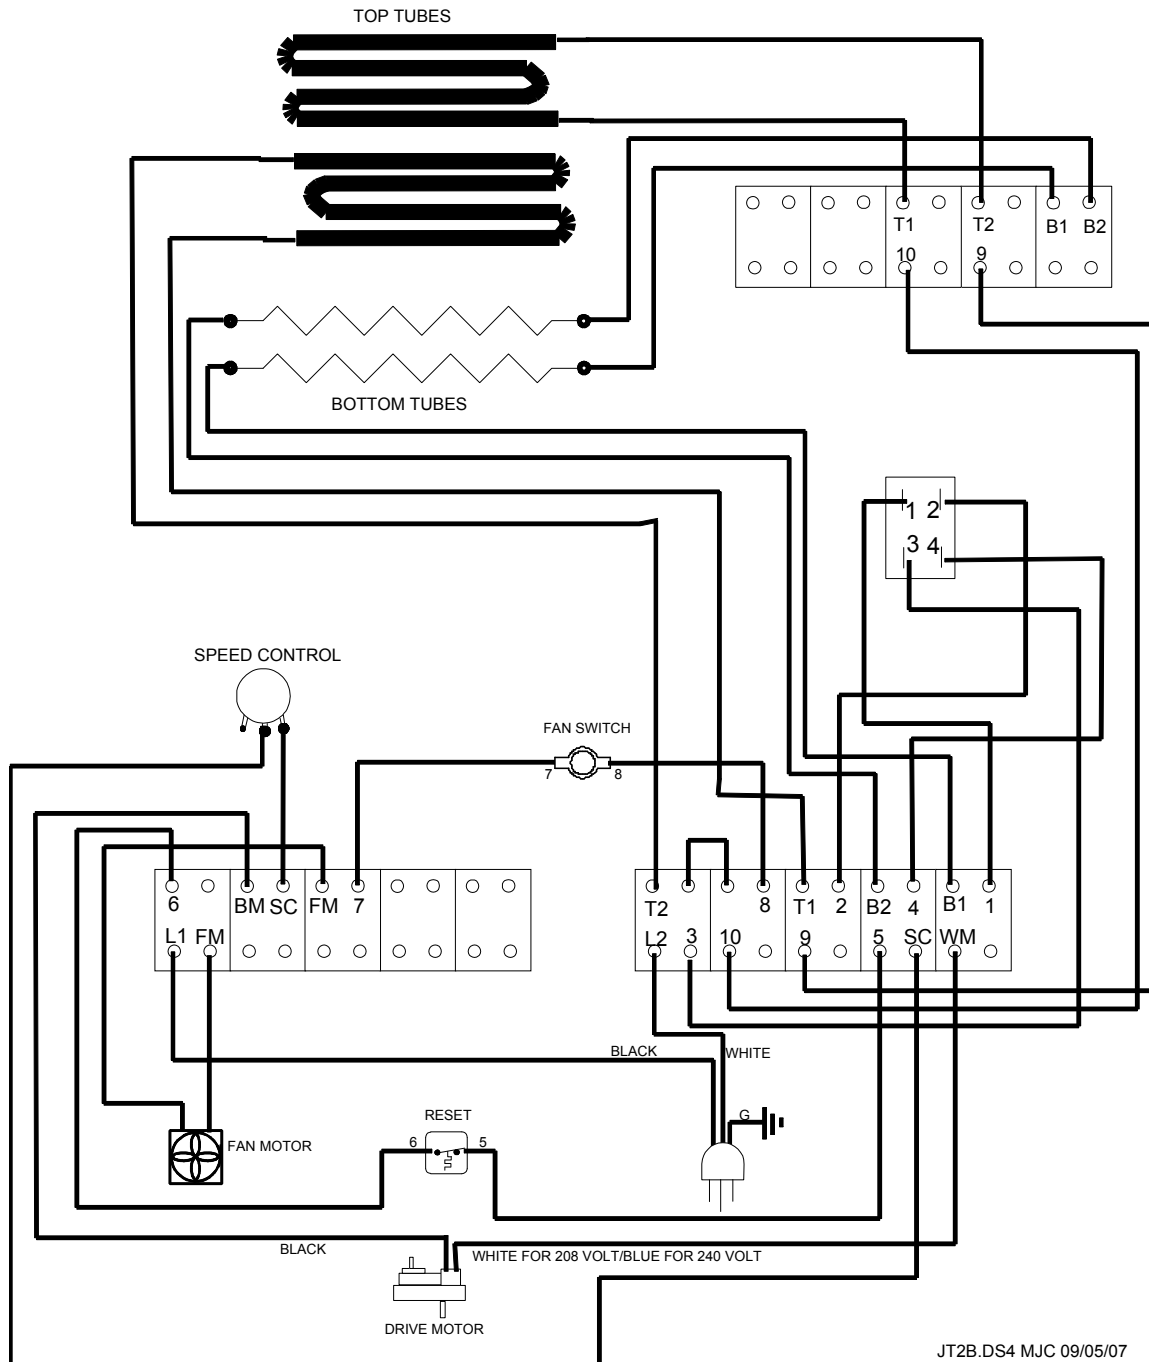 TOP TUBES
T1 T2 B1 B2
10 9
BOTTOM TUBES
1 2
3 4
SPEED CONTROL
FAN SWITCH
7 8
6 BM SC FM 7
L1 FM
T2 8 T1 2 B2 4 B1 1
L2 3 10 9 5 SC WM
BLACK WHITE
G
RESET
6 5
FAN MOTOR
BLACK
WHITE FOR 208 VOLT/BLUE FOR 240 VOLT
DRIVE MOTOR
JT2B.DS4 MJC 09/05/07